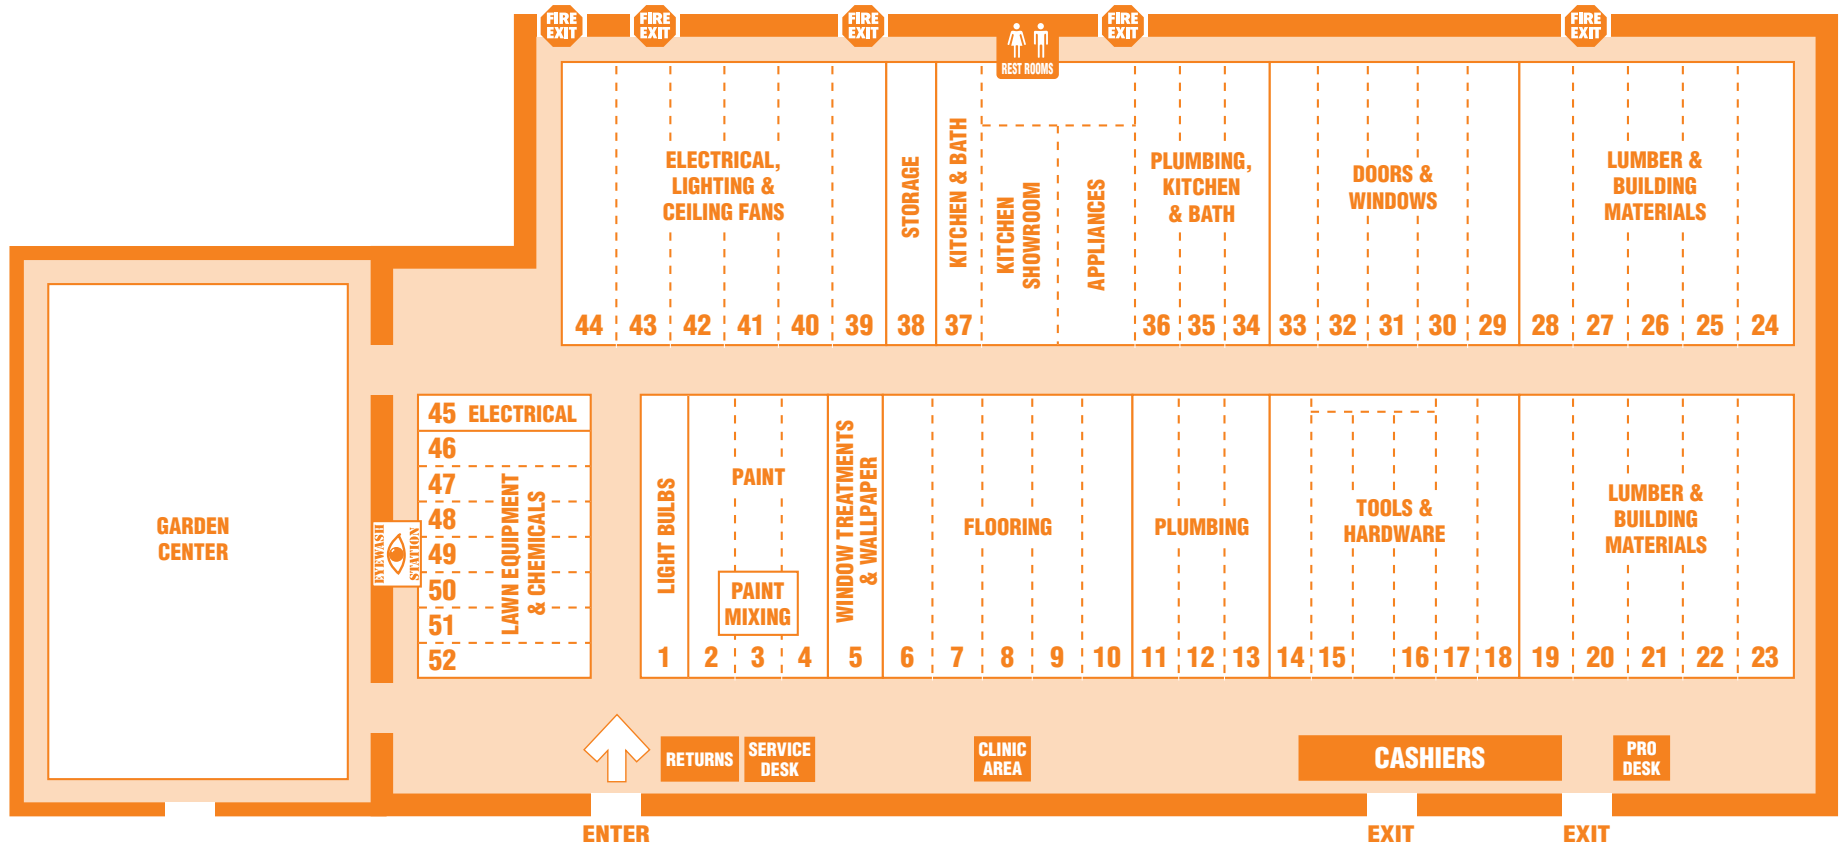 FIRE
EXIT
FIRE
EXIT
FIRE
EXIT
FIRE
EXIT
FIRE
EXIT
REST ROOMS
ELECTRICAL,
LIGHTING &
CEILING FANS
STORAGE
KITCHEN & BATH
KITCHEN
SHOWROOM
APPLIANCES
PLUMBING,
KITCHEN
& BATH
DOORS &
WINDOWS
LUMBER &
BUILDING
MATERIALS
44 43 42 41 40 39 38 37 36 35 34 33 32 31 30 29 28 27 26 25 24
GARDEN
CENTER
45 ELECTRICAL
46
47
48
49
50
51
52
LAWN EQUIPMENT
& CHEMICALS
EYEWASH
STATION
LIGHT BULBS
PAINT
PAINT
MIXING
WINDOW TREATMENTS
& WALLPAPER
FLOORING
PLUMBING
TOOLS &
HARDWARE
LUMBER &
BUILDING
MATERIALS
1 2 3 4 5 6 7 8 9 10 11 12 13 14 15 16 17 18 19 20 21 22 23
RETURNS
SERVICE
DESK
CLINIC
AREA
CASHIERS
PRO
DESK
ENTER
EXIT
EXIT